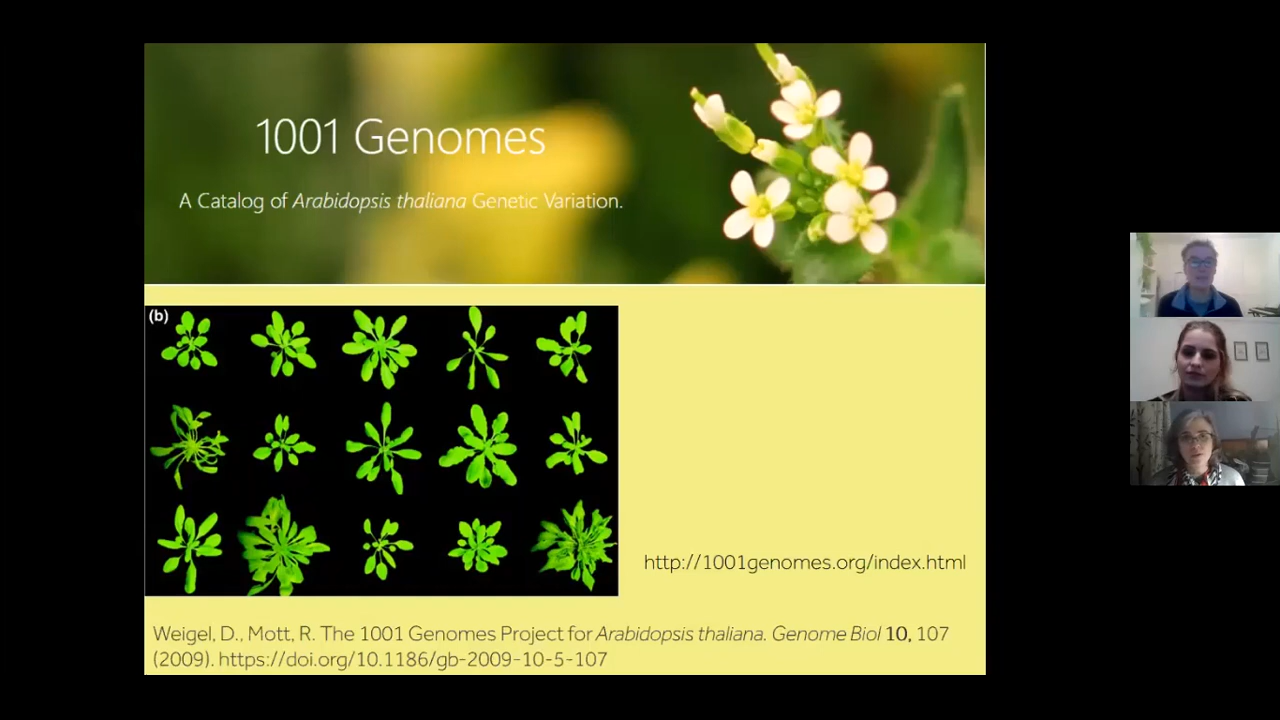 1001 Genomes
A Catalog of Arabidopsis thaliana Genetic Variation.
(b)
http://1001genomes.org/index.html
Weigel, D., Mott, R. The 1001 Genomes Project for Arabidopsis thaliana. Genome Biol 10, 107
(2009). https://doi.org/10.1186/gb-2009-10-5-107